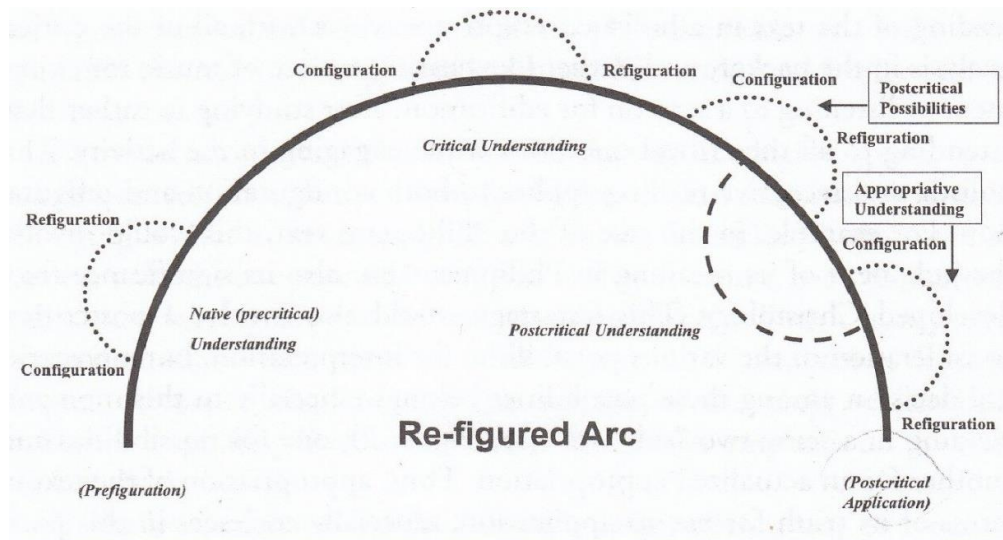 Configuration
Refiguration
Configuration
Postcritical
Possibilities
Refiguration
Critical Understanding
Appropriative
Understanding
Refiguration
Configuration
Naïve (precritical)
Understanding
Postcritical Understanding
Configuration
Re-figured Arc
Refiguration
(Prefiguration)
(Postcritical
Application)